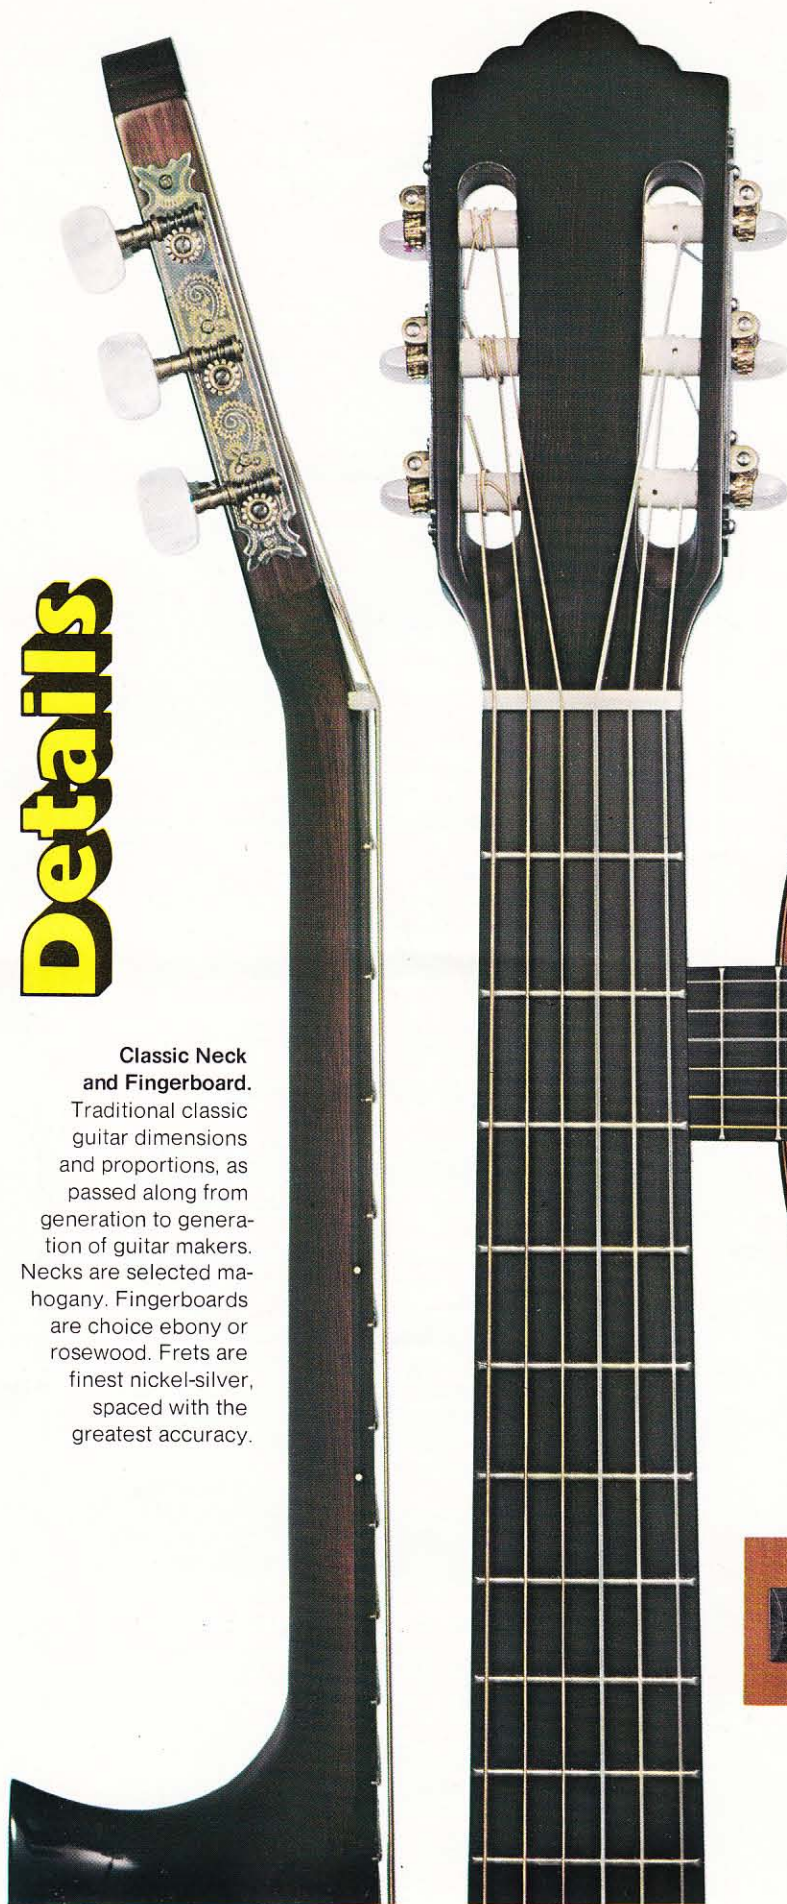 Details
Classic Neck
and Fingerboard.
Traditional classic
guitar dimensions
and proportions, as
passed along from
generation to genera-
tion of guitar makers.
Necks are selected ma-
hogany. Fingerboards
are choice ebony or
rosewood. Frets are
finest nickel-silver,
spaced with the
greatest accuracy.